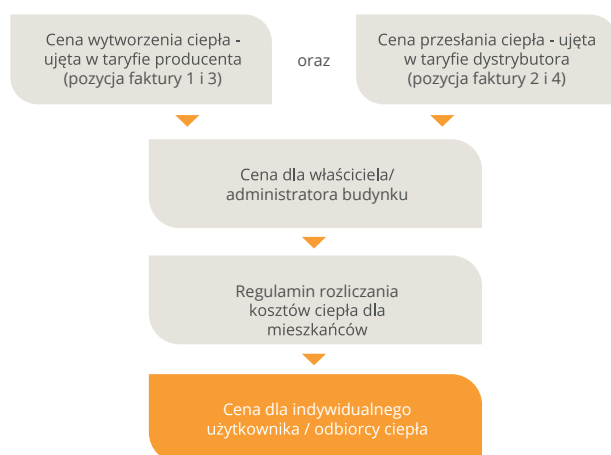 Cena wytworzenia ciepła -
ujęta w taryfie producenta
(pozycja faktury 1 i 3)
oraz
Cena przesłania ciepła - ujęta
w taryfie dystrybutora
(pozycja faktury 2 i 4)
Cena dla właściciela/
administratora budynku
Regulamin rozliczania
kosztów ciepła dla
mieszkańców
Cena dla indywidualnego
użytkownika / odbiorcy ciepła